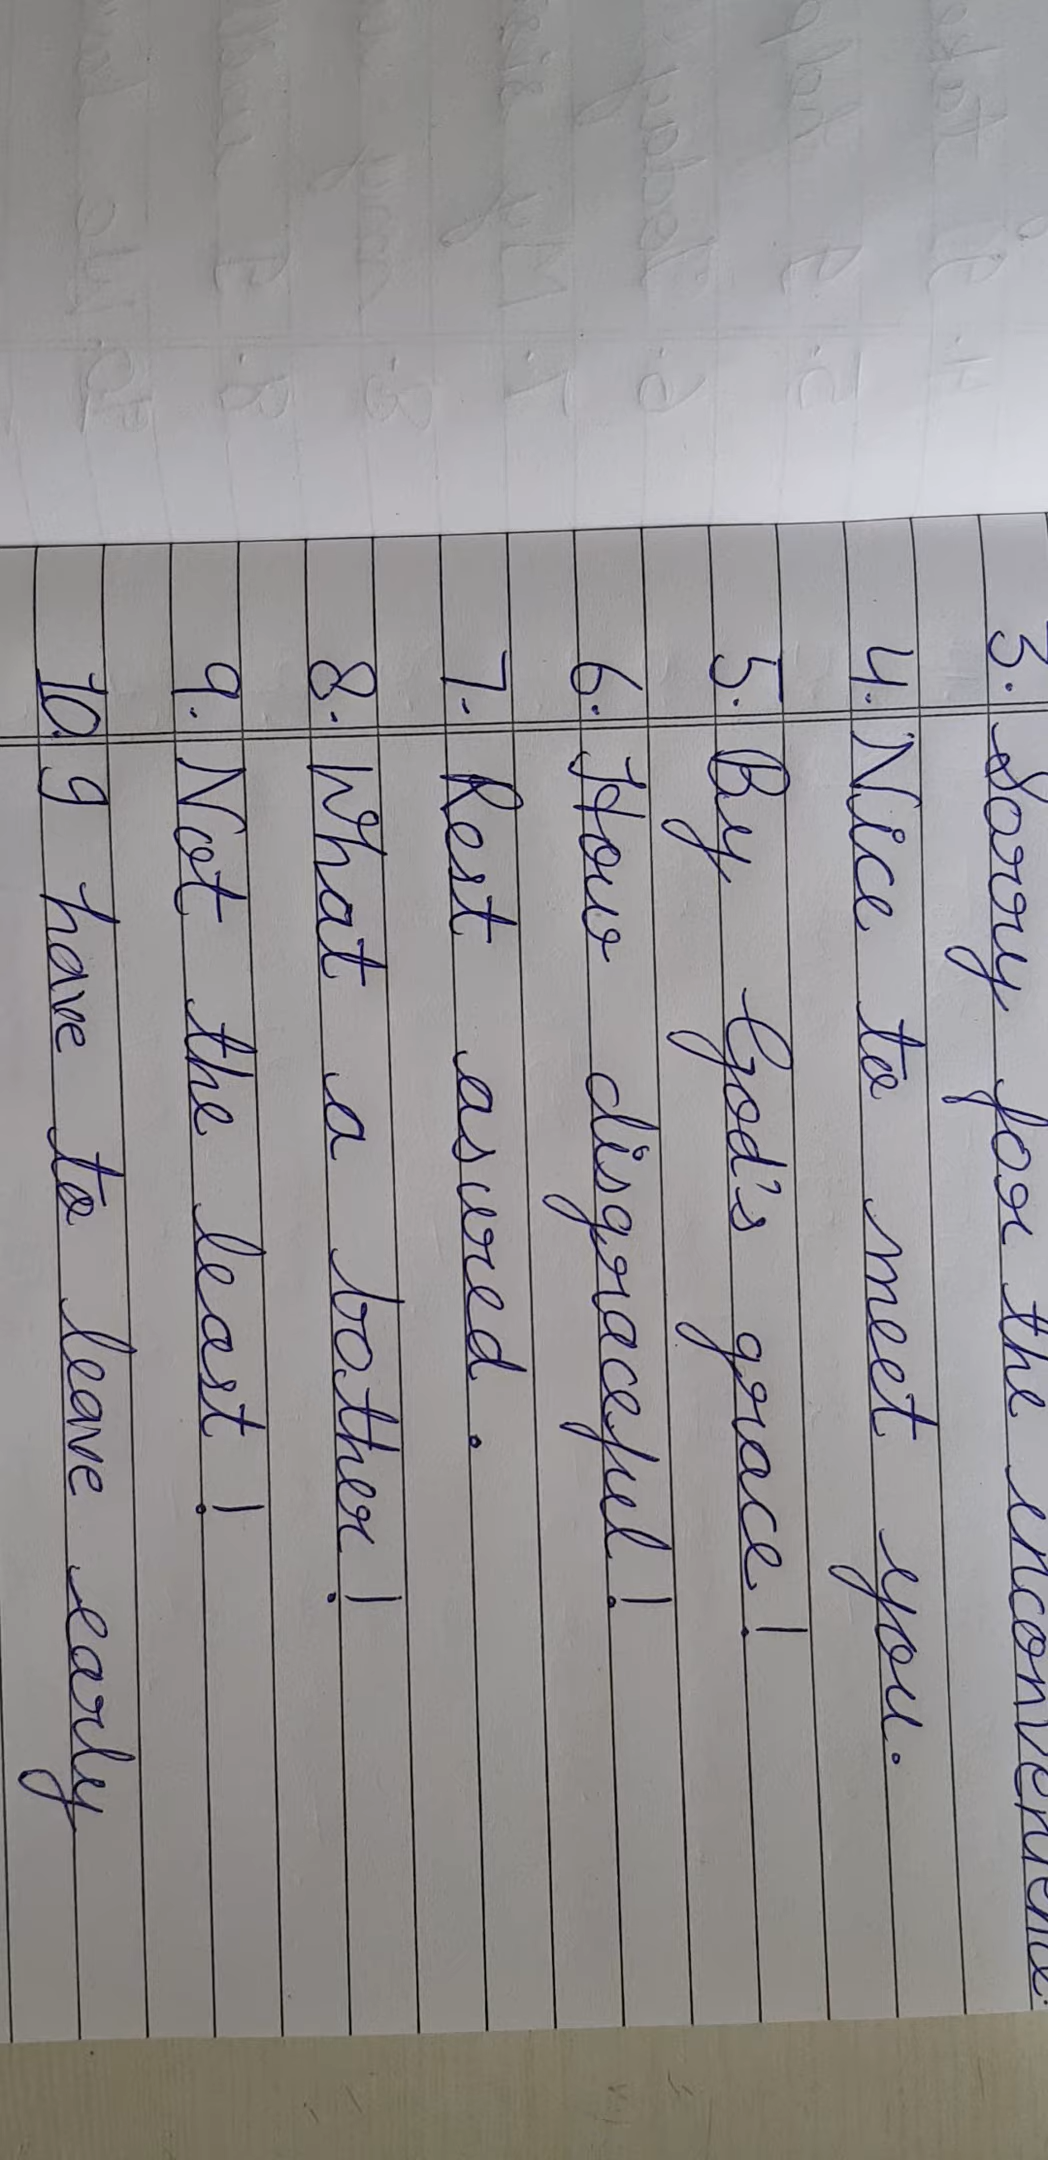 3. Sorry for the inconvenience.
4. Nice to meet you.
5. By God's grace!
6. How disgraceful!
7. Rest asured.
8. What a bother!
9. Not the least!
10. I have to leave early